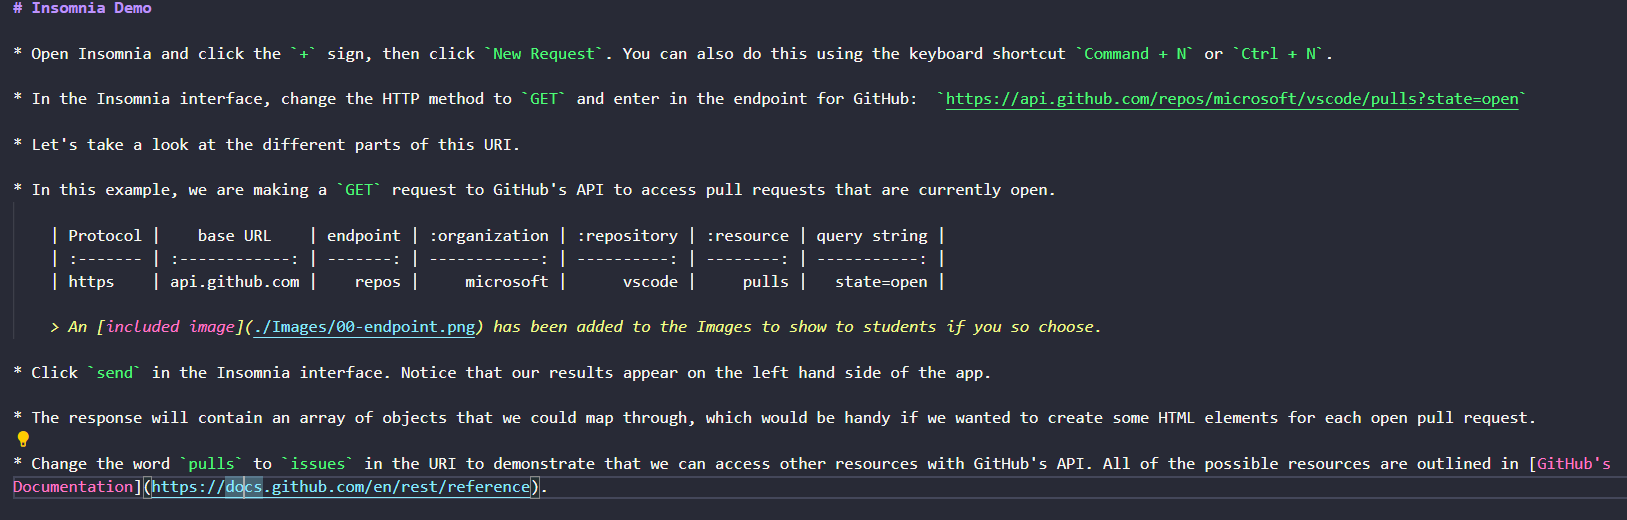 # Insomnia Demo
* Open Insomnia and click the `+` sign, then click `New Request`. You can also do this using the keyboard shortcut `Command + N` or `Ctrl + N`.
* In the Insomnia interface, change the HTTP method to `GET` and enter in the endpoint for GitHub:  `https://api.github.com/repos/microsoft/vscode/pulls?state=open`
* Let's take a look at the different parts of this URI.
* In this example, we are making a `GET` request to GitHub's API to access pull requests that are currently open.
| Protocol |    base URL    | endpoint | :organization | :repository | :resource | query string |
| :------- | :------------: | -------: | ------------: | ----------: | --------: | -----------: |
| https    | api.github.com |    repos |     microsoft |      vscode |     pulls |   state=open |
> An [included image](./Images/00-endpoint.png) has been added to the Images to show to students if you so choose.
* Click `send` in the Insomnia interface. Notice that our results appear on the left hand side of the app.
* The response will contain an array of objects that we could map through, which would be handy if we wanted to create some HTML elements for each open pull request.
* Change the word `pulls` to `issues` in the URI to demonstrate that we can access other resources with GitHub's API. All of the possible resources are outlined in [GitHub's
Documentation](https://docs.github.com/en/rest/reference).